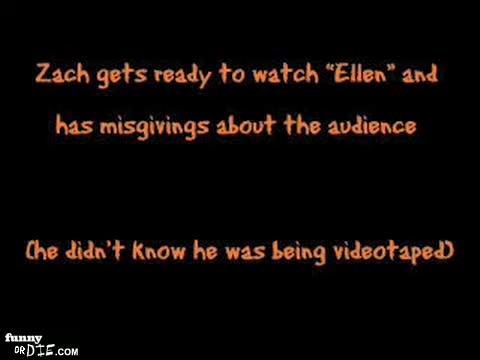 Zach gets ready to watch “Ellen” and
has misgivings about the audience
(he didn't know he was being videotaped)
funny
OR DIE.COM